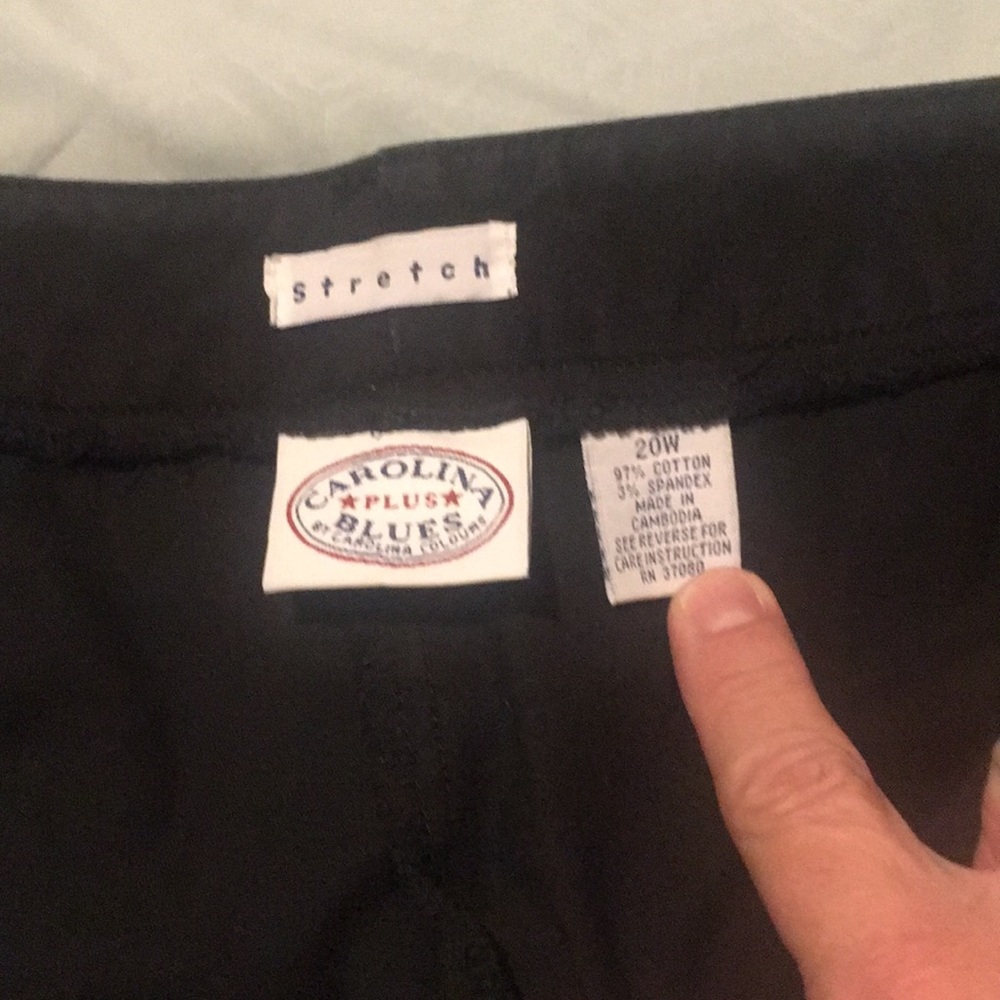 Stretch
CAROLINA
★PLUS★
BLUES
BY CAROLINA COLOURS
20W
97% COTTON
3% SPANDEX
MADE IN
CAMBODIA
SEE REVERSE FOR
CARE INSTRUCTION
RN 37080